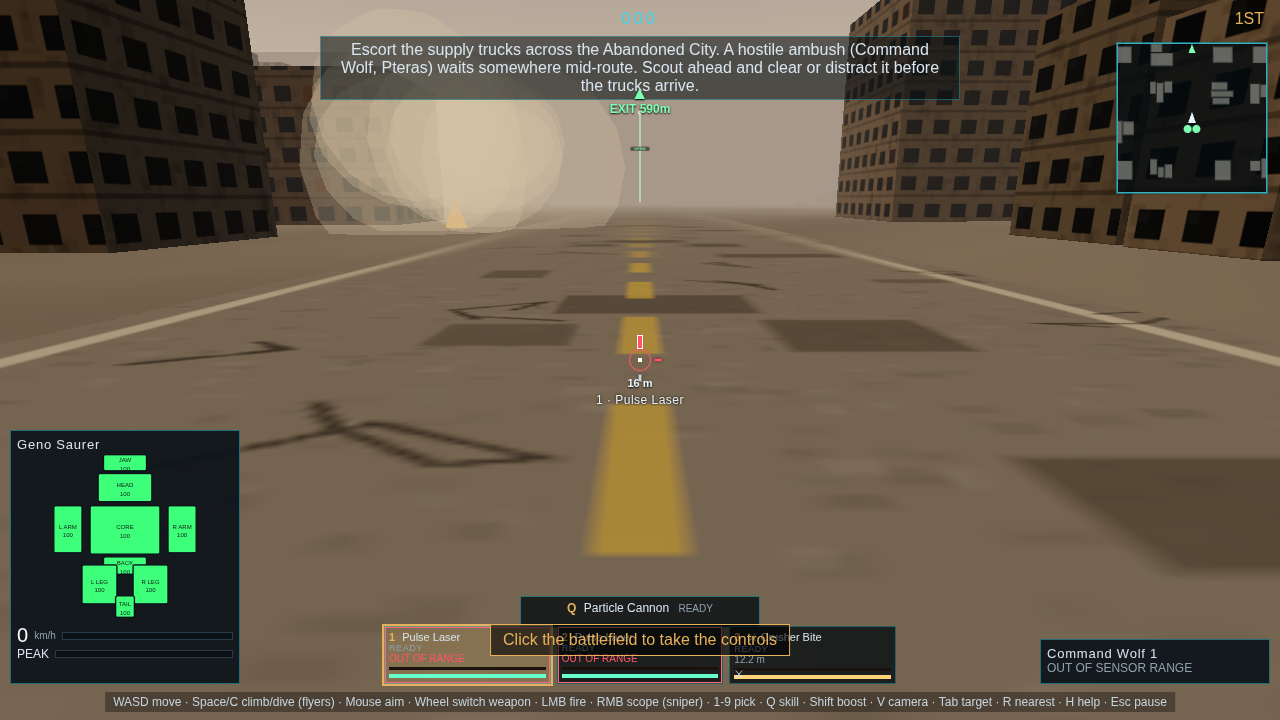 000
1ST
Escort the supply trucks across the Abandoned City. A hostile ambush (Command
Wolf, Pteras) waits somewhere mid-route. Scout ahead and clear or distract it before
the trucks arrive.
EXIT 590m
16 m
1 · Pulse Laser
Geno Saurer
JAW
100
HEAD
100
L ARM
100
CORE
100
R ARM
100
BACK
100
L LEG
100
R LEG
100
TAIL
100
0 km/h
PEAK
Q Particle Cannon READY
1 Pulse Laser
READY
OUT OF RANGE
OUT OF RANGE
Bite
READY
12.2 m
Click the battlefield to take the controls
Command Wolf 1
OUT OF SENSOR RANGE
WASD move · Space/C climb/dive (flyers) · Mouse aim · Wheel switch weapon · LMB fire · RMB scope (sniper) · 1-9 pick · Q skill · Shift boost · V camera · Tab target · R nearest · H help · Esc pause